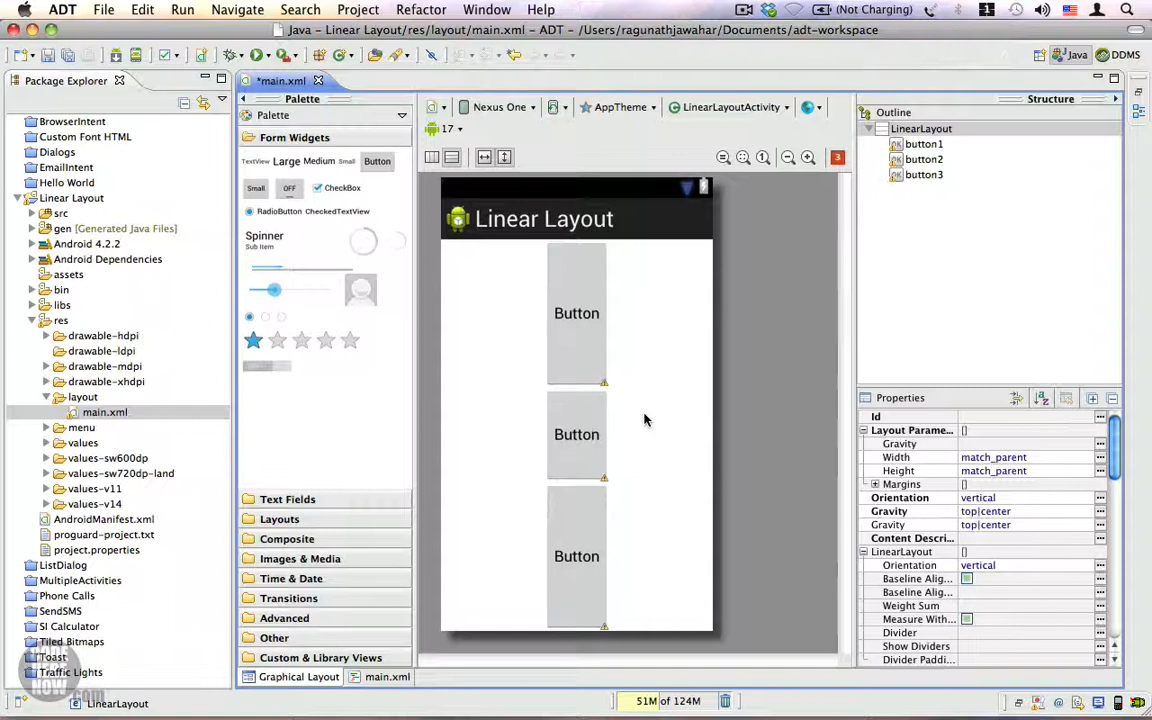 ADT File Edit Run Navigate Search Project Refactor Window Help (Not Charging) 1
Java – Linear Layout/res/layout/main.xml – ADT – /Users/ragunathjawahar/Documents/adt-workspace
Java DDMS
Package Explorer
BrowserIntent
Custom Font HTML
Dialogs
EmailIntent
Hello World
Linear Layout
src
gen [Generated Java Files]
Android 4.2.2
Android Dependencies
assets
bin
libs
res
drawable-hdpi
drawable-ldpi
drawable-mdpi
drawable-xhdpi
layout
main.xml
menu
values
values-sw600dp
values-sw720dp-land
values-v11
values-v14
AndroidManifest.xml
proguard-project.txt
project.properties
ListDialog
MultipleActivities
Phone Calls
SendSMS
SI Calculator
Tiled Bitmaps
Toast
Traffic Lights
*main.xml
Palette
Palette
Form Widgets
TextView Large Medium Small Button
Small OFF CheckBox
RadioButton CheckedTextView
Spinner
Sub Item
Text Fields
Layouts
Composite
Images & Media
Time & Date
Transitions
Advanced
Other
Custom & Library Views
Graphical Layout main.xml
Nexus One AppTheme LinearLayoutActivity
17
3
Linear Layout
Button
Button
Button
Structure
Outline
LinearLayout
button1
button2
button3
Properties
Id
Layout Parame... []
Gravity
Width match_parent
Height match_parent
Margins []
Orientation vertical
Gravity top|center
Gravity top|center
Content Descri...
LinearLayout []
Orientation vertical
Baseline Alig...
Baseline Alig...
Weight Sum
Measure With...
Divider
Show Dividers
Divider Paddi...
LinearLayout
51M of 124M
NOW.com